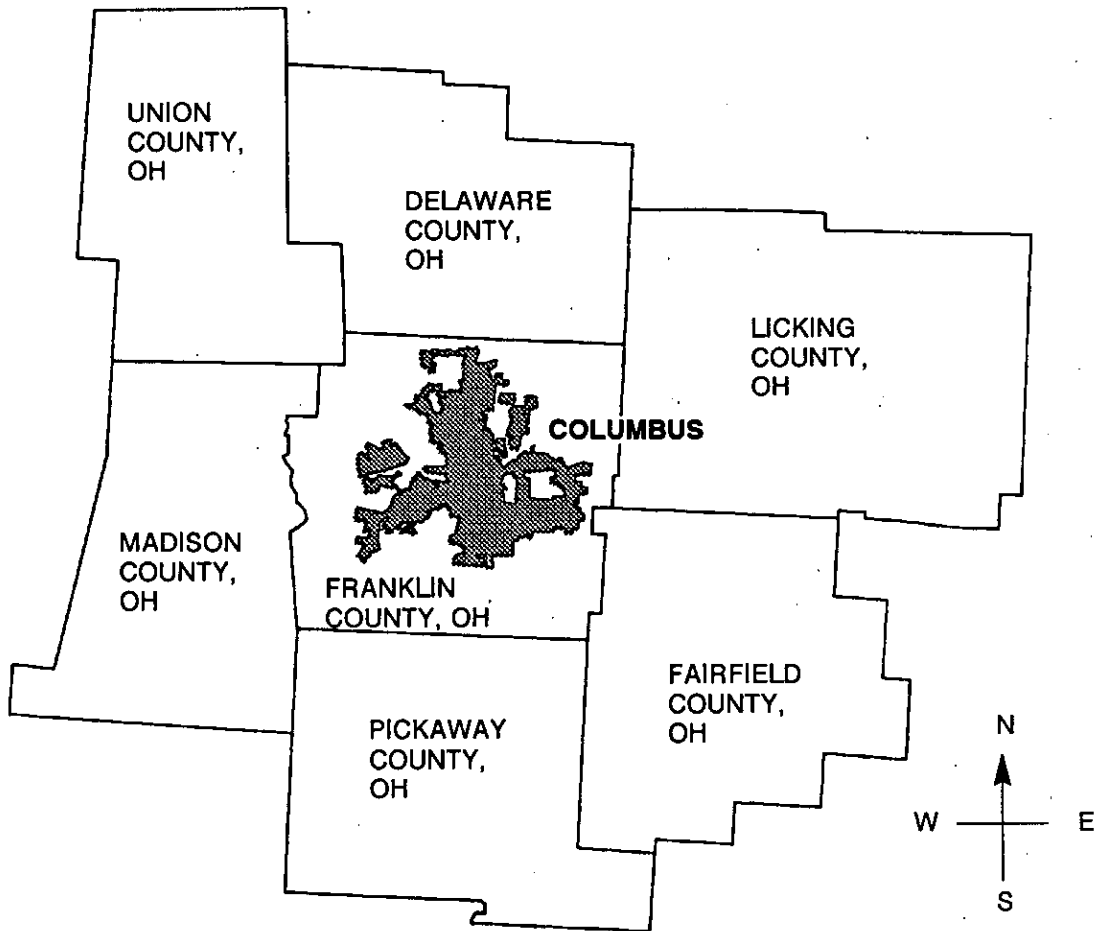 UNION
COUNTY,
OH
DELAWARE
COUNTY,
OH
LICKING
COUNTY,
OH
COLUMBUS
MADISON
COUNTY,
OH
FRANKLIN
COUNTY, OH
FAIRFIELD
COUNTY,
OH
PICKAWAY
COUNTY,
OH
N
W
E
S